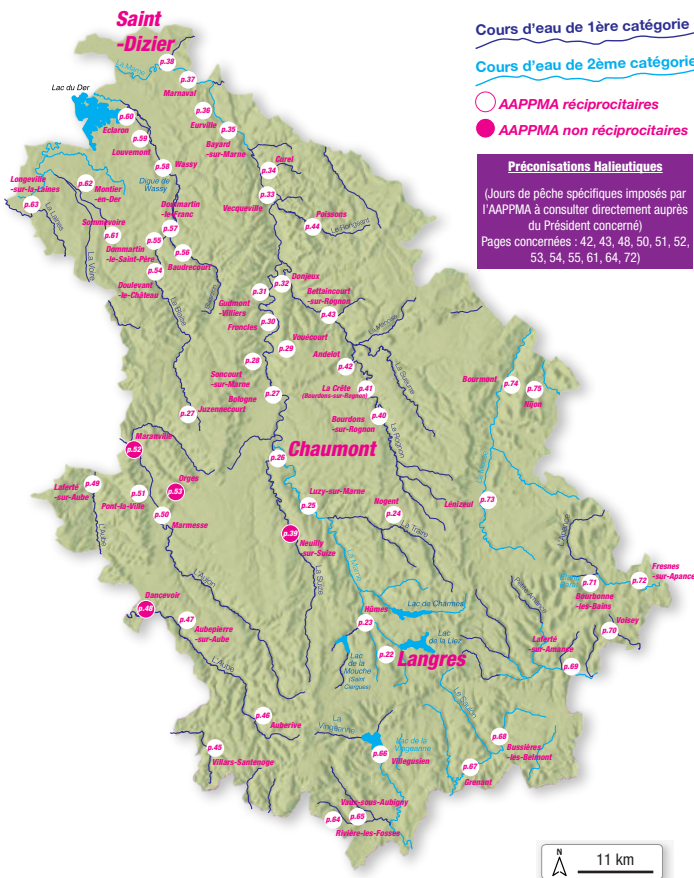 Saint
-Dizier
Cours d'eau de 1ère catégorie
Cours d'eau de 2ème catégorie
AAPPMA réciprocitaires
AAPPMA non réciprocitaires
Préconisations Halieutiques
(Jours de pêche spécifiques imposés par
l'AAPPMA à consulter directement auprès
du Président concerné)
Pages concernées : 42, 43, 48, 50, 51, 52,
53, 54, 55, 61, 64, 72)
La Marne
p.38
p.37
Marnaval
Lac du Der
p.36
Eurville
p.60
Eclaron
p.35
Bayard
-sur-Marne
p.59
Louvemont
p.58
Wassy
Digue de
Wassy
Curel
p.34
p.33
Vecqueville
Longeville
-sur-la-Laines
p.63
La Laines
p.62
Montier
-en-Der
Dommartin
-le-Franc
p.57
Poissons
p.44
Le Rongeant
Sommevoire
p.61
La Voire
p.55
Dommartin
-le-Saint-Père
p.56
Baudrecourt
p.54
Doulevant
-le-Château
La Blaise
p.32
Donjeux
p.31
Gudmont
-Villiers
Bettaincourt
-sur-Rognon
p.43
p.30
Froncles
p.29
Vouécourt
p.28
Soncourt
-sur-Marne
Andelot
p.42
La Sueurre
La Crête
(Bourdons-sur-Rognon)
p.41
Bologne
p.27
p.27
Juzennecourt
Bourdons
-sur-Rognon
p.40
Le Rognon
Bourmont
p.74
p.75
Nijon
Maranville
p.52
p.26
Chaumont
Laferté
-sur-Aube
p.49
L'Aube
Pont-la-Ville
p.51
Orges
p.53
p.50
Marmesse
Luzy-sur-Marne
p.25
Nogent
p.24
La Traire
Lénizeul
p.73
p.39
Neuilly
-sur-Suize
La Suize
La Marne
L'Aujon
Dancevoir
p.48
p.47
Aubepierre
-sur-Aube
L'Aube
p.71
Bourbonne
-les-Bains
p.72
Fresnes
-sur-Apance
Voisey
p.70
Laferté
-sur-Amance
p.69
Hûmes
p.23
Lac de Charmes
Lac
de la Liez
p.22
Langres
Lac
de la
Mouche
(Saint
Ciergues)
p.46
Auberive
p.45
Villars-Santenoge
La
Vingeanne
Lac de la
Vingeanne
p.66
Villegusien
p.68
Bussières
-les-Belmont
p.67
Grenant
Vaux-sous-Aubigny
p.64
p.65
Rivière-les-Fosses
N
11 km